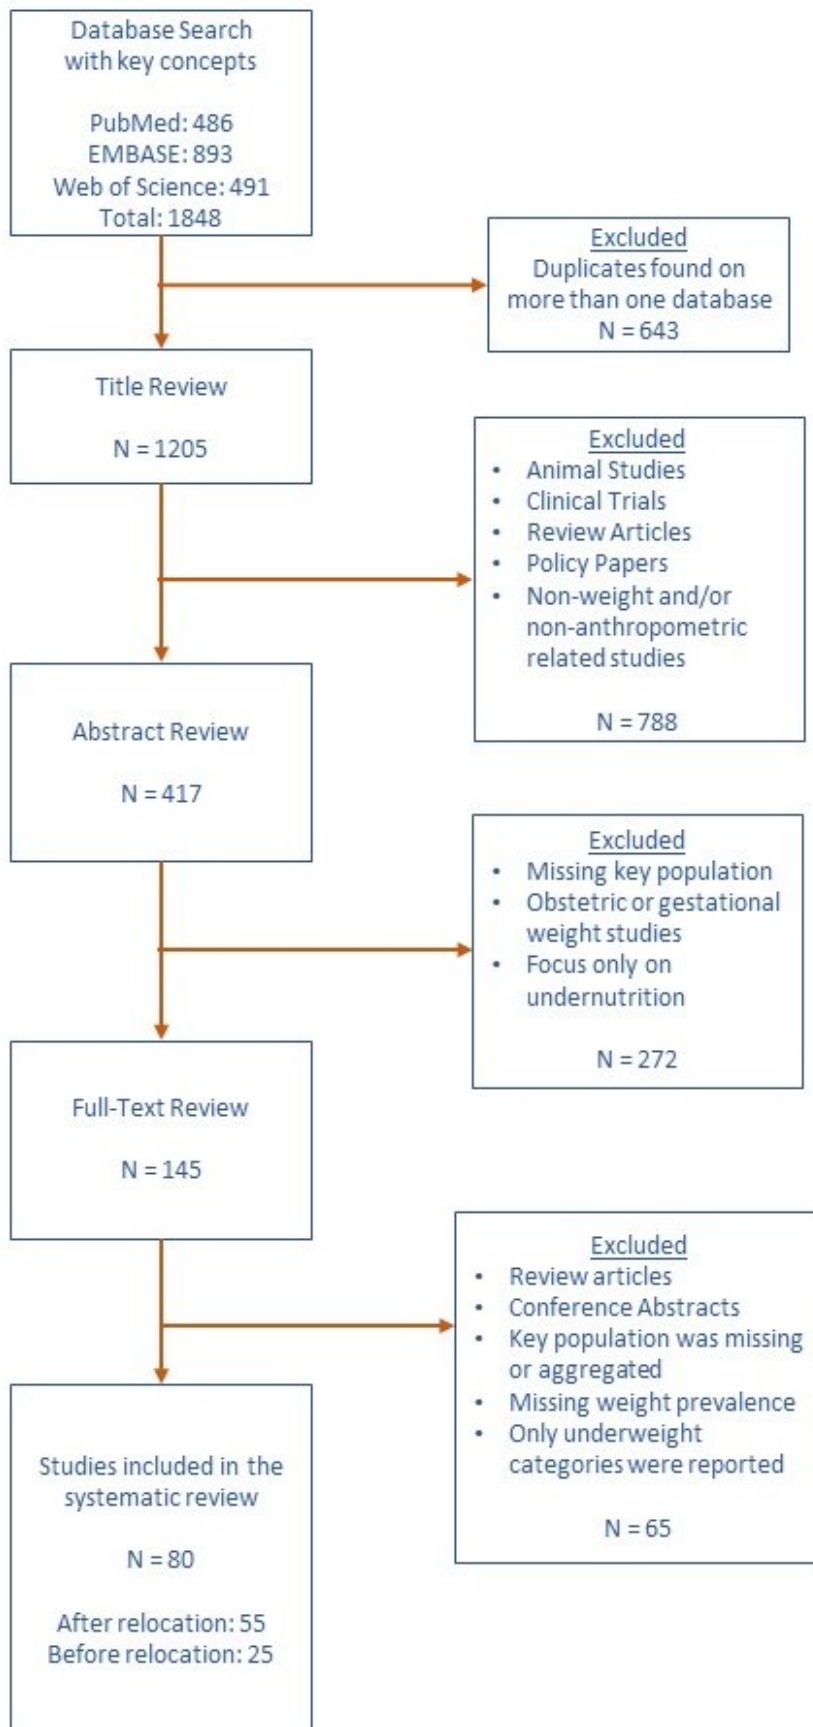 Database Search
with key concepts
PubMed: 486
EMBASE: 893
Web of Science: 491
Total: 1848
Excluded
Duplicates found on
more than one database
N = 643
Title Review
N = 1205
Excluded
• Animal Studies
• Clinical Trials
• Review Articles
• Policy Papers
• Non-weight and/or
non-anthropometric
related studies
N = 788
Abstract Review
N = 417
Excluded
• Missing key population
• Obstetric or gestational
weight studies
• Focus only on
undernutrition
N = 272
Full-Text Review
N = 145
Excluded
• Review articles
• Conference Abstracts
• Key population was missing
or aggregated
• Missing weight prevalence
• Only underweight
categories were reported
N = 65
Studies included in the
systematic review
N = 80
After relocation: 55
Before relocation: 25